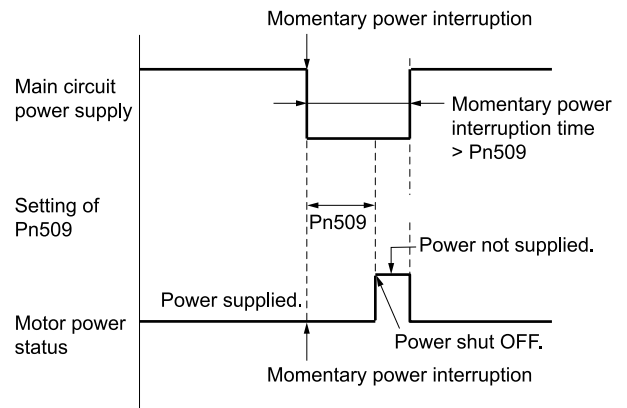 Momentary power interruption
Main circuit
power supply
Momentary power
interruption time
> Pn509
Setting of
Pn509
Pn509
Power not supplied.
Power supplied.
Motor power
status
Power shut OFF.
Momentary power interruption